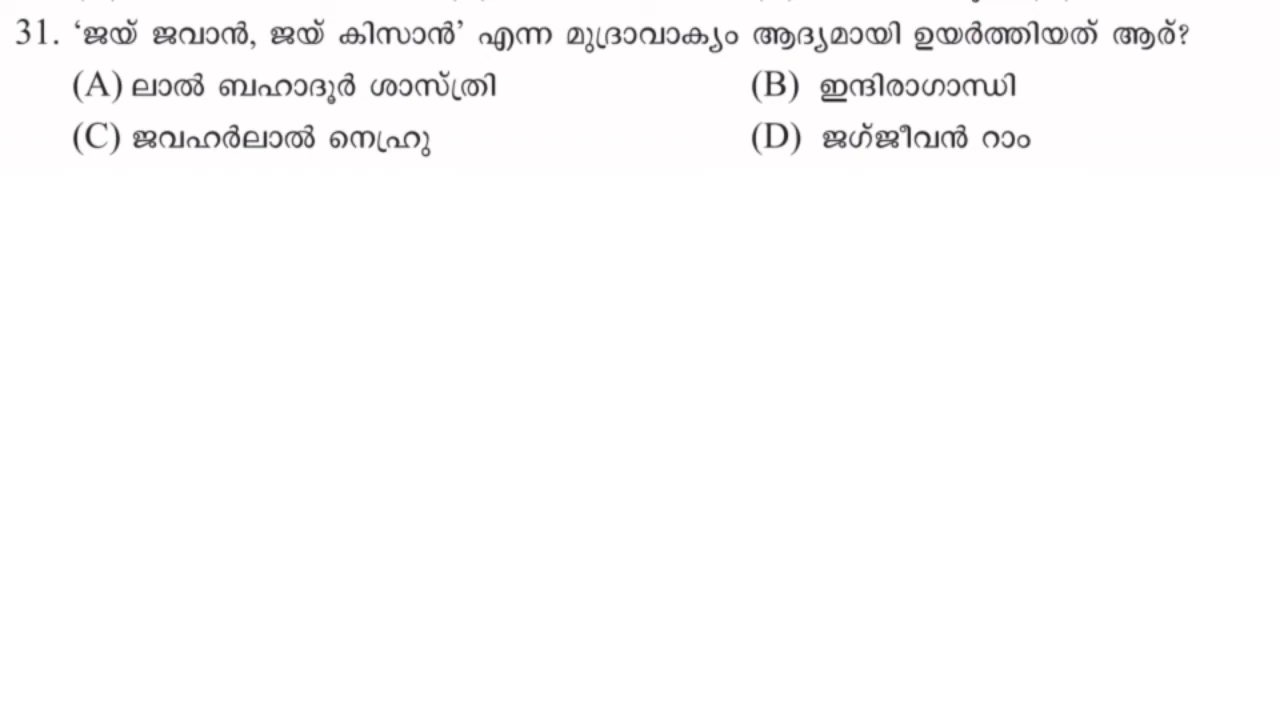 31. ‘ജയ് ജവാൻ, ജയ് കിസാൻ’ എന്ന മുദ്രാവാക്യം ആദ്യമായി ഉയർത്തിയത് ആര്?
(A) ലാൽ ബഹാദൂർ ശാസ്ത്രി (B) ഇന്ദിരാഗാന്ധി
(C) ജവഹർലാൽ നെഹ്രു (D) ജഗ്ജീവൻ റാം